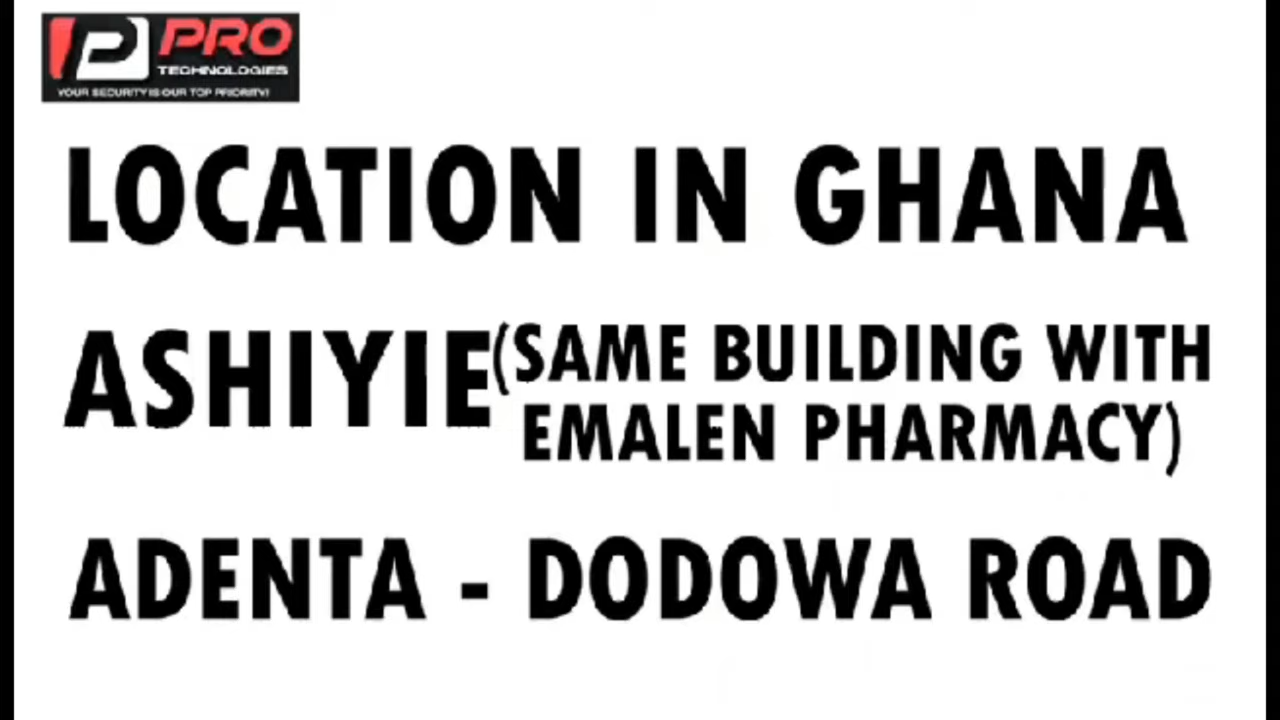 PRO
TECHNOLOGIES
YOUR SECURITY IS OUR TOP PRIORITY!
LOCATION IN GHANA
ASHIYIE (SAME BUILDING WITH
EMALEN PHARMACY)
ADENTA - DODOWA ROAD